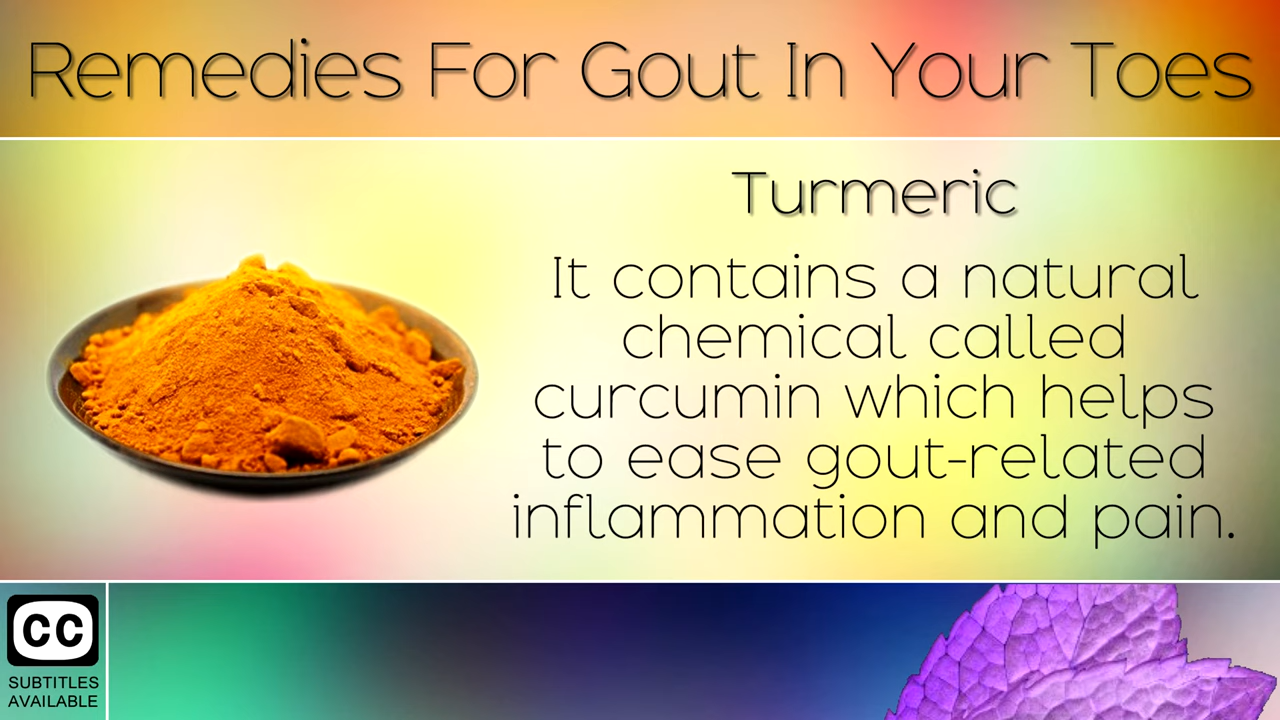 Remedies For Gout In Your Toes
Turmeric
It contains a natural
chemical called
curcumin which helps
to ease gout-related
inflammation and pain.
CC
SUBTITLES
AVAILABLE